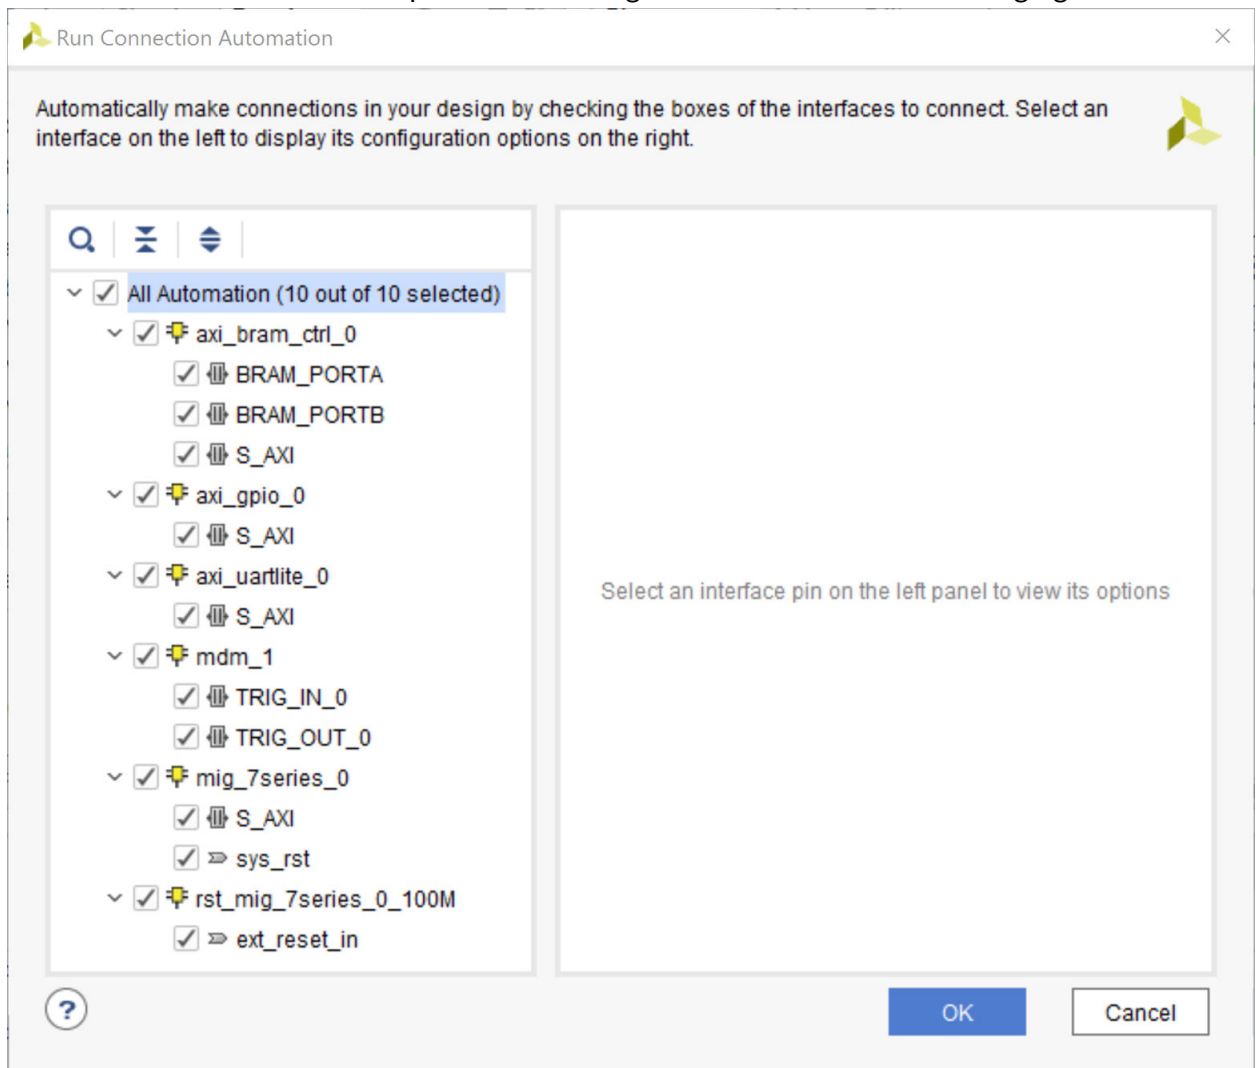 Run Connection Automation
Automatically make connections in your design by checking the boxes of the interfaces to connect. Select an
interface on the left to display its configuration options on the right.
All Automation (10 out of 10 selected)
axi_bram_ctrl_0
BRAM_PORTA
BRAM_PORTB
S_AXI
axi_gpio_0
S_AXI
axi_uartlite_0
S_AXI
mdm_1
TRIG_IN_0
TRIG_OUT_0
mig_7series_0
S_AXI
sys_rst
rst_mig_7series_0_100M
ext_reset_in
Select an interface pin on the left panel to view its options
?
OK
Cancel